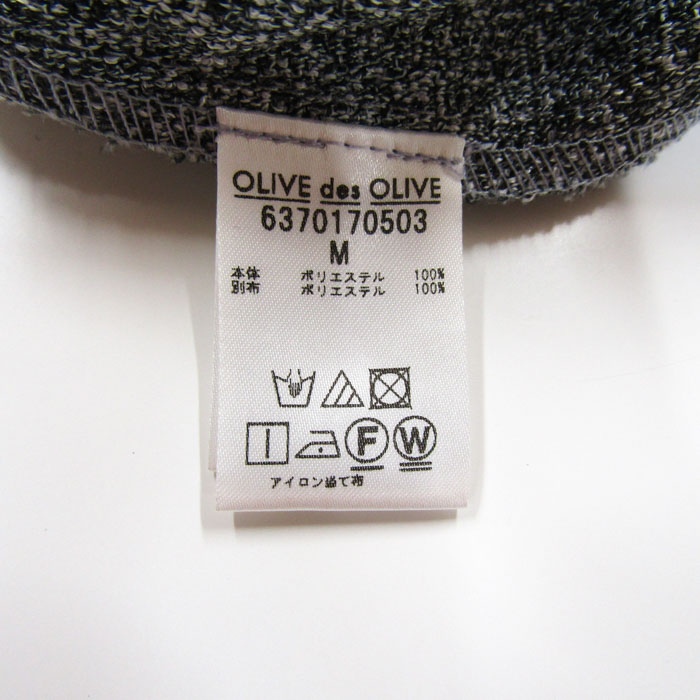 OLIVE des OLIVE
6370170503
M
本体 ポリエステル 100%
別布 ポリエステル 100%
F W
アイロン当て布